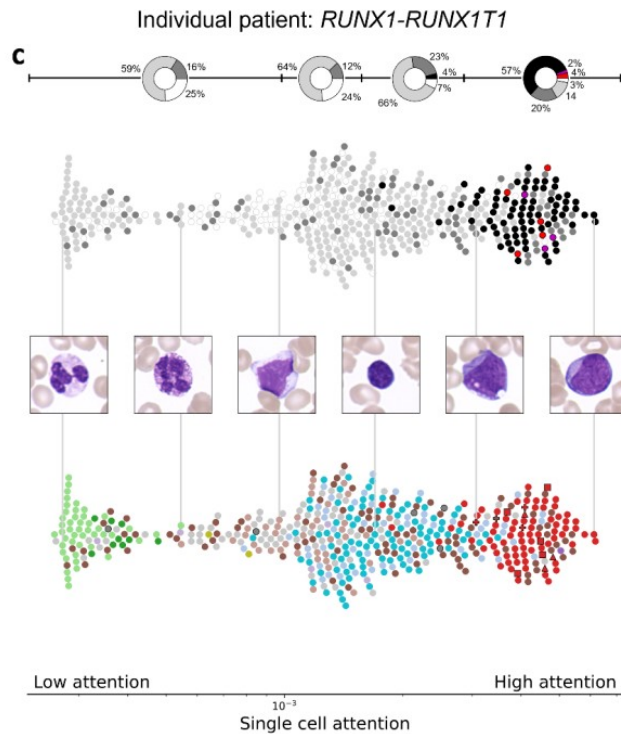 Individual patient: RUNX1-RUNX1T1
c
59% 16% 25%
64% 12% 24%
23% 4% 7% 66%
57% 2% 4% 3% 14 20%
Low attention High attention
10⁻³
Single cell attention